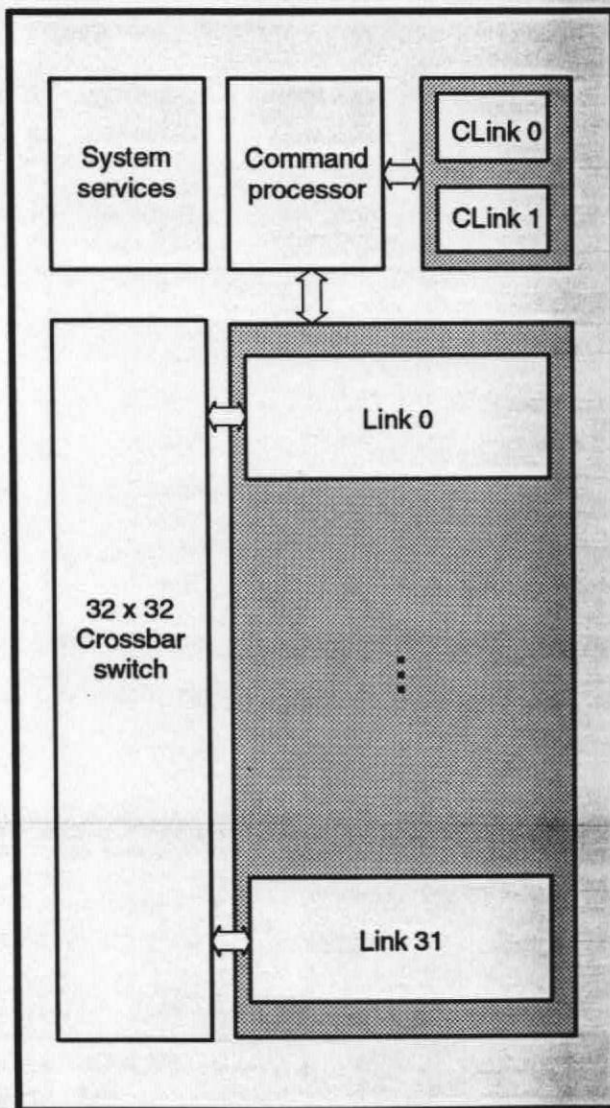 System
services
Command
processor
CLink 0
CLink 1
Link 0
32 x 32
Crossbar
switch
Link 31